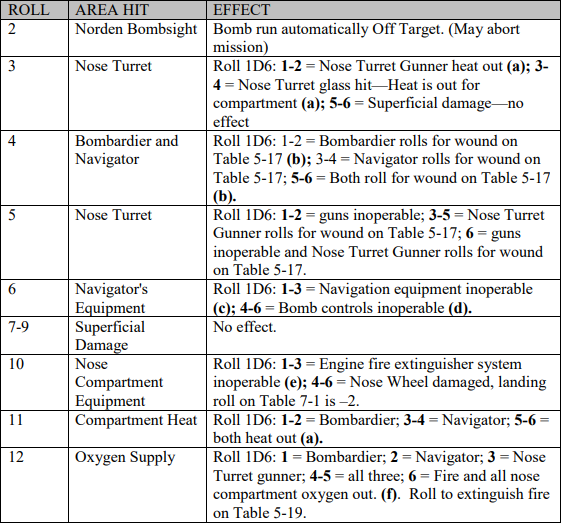 ROLL AREA HIT EFFECT
2 Norden Bombsight Bomb run automatically Off Target. (May abort
mission)
3 Nose Turret Roll 1D6: 1-2 = Nose Turret Gunner heat out (a); 3-
4 = Nose Turret glass hit—Heat is out for
compartment (a); 5-6 = Superficial damage—no
effect
4 Bombardier and Roll 1D6: 1-2 = Bombardier rolls for wound on
Navigator Table 5-17 (b); 3-4 = Navigator rolls for wound on
Table 5-17; 5-6 = Both roll for wound on Table 5-17
(b).
5 Nose Turret Roll 1D6: 1-2 = guns inoperable; 3-5 = Nose Turret
Gunner rolls for wound on Table 5-17; 6 = guns
inoperable and Nose Turret Gunner rolls for wound
on Table 5-17.
6 Navigator's Roll 1D6: 1-3 = Navigation equipment inoperable
Equipment (c); 4-6 = Bomb controls inoperable (d).
7-9 Superficial No effect.
Damage
10 Nose Roll 1D6: 1-3 = Engine fire extinguisher system
Compartment inoperable (e); 4-6 = Nose Wheel damaged, landing
Equipment roll on Table 7-1 is –2.
11 Compartment Heat Roll 1D6: 1-2 = Bombardier; 3-4 = Navigator; 5-6 =
both heat out (a).
12 Oxygen Supply Roll 1D6: 1 = Bombardier; 2 = Navigator; 3 = Nose
Turret gunner; 4-5 = all three; 6 = Fire and all nose
compartment oxygen out. (f). Roll to extinguish fire
on Table 5-19.